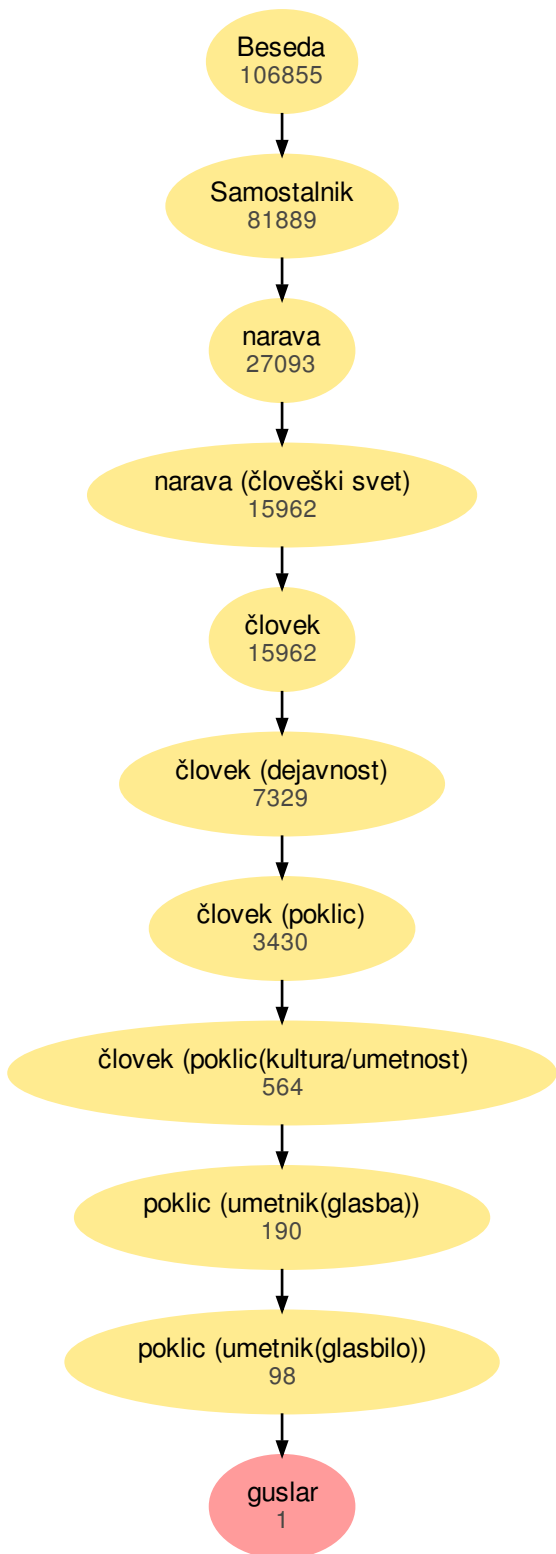 Beseda
106855
Samostalnik
81889
narava
27093
narava (človeški svet)
15962
človek
15962
človek (dejavnost)
7329
človek (poklic)
3430
človek (poklic(kultura/umetnost)
564
poklic (umetnik(glasba))
190
poklic (umetnik(glasbilo))
98
guslar
1